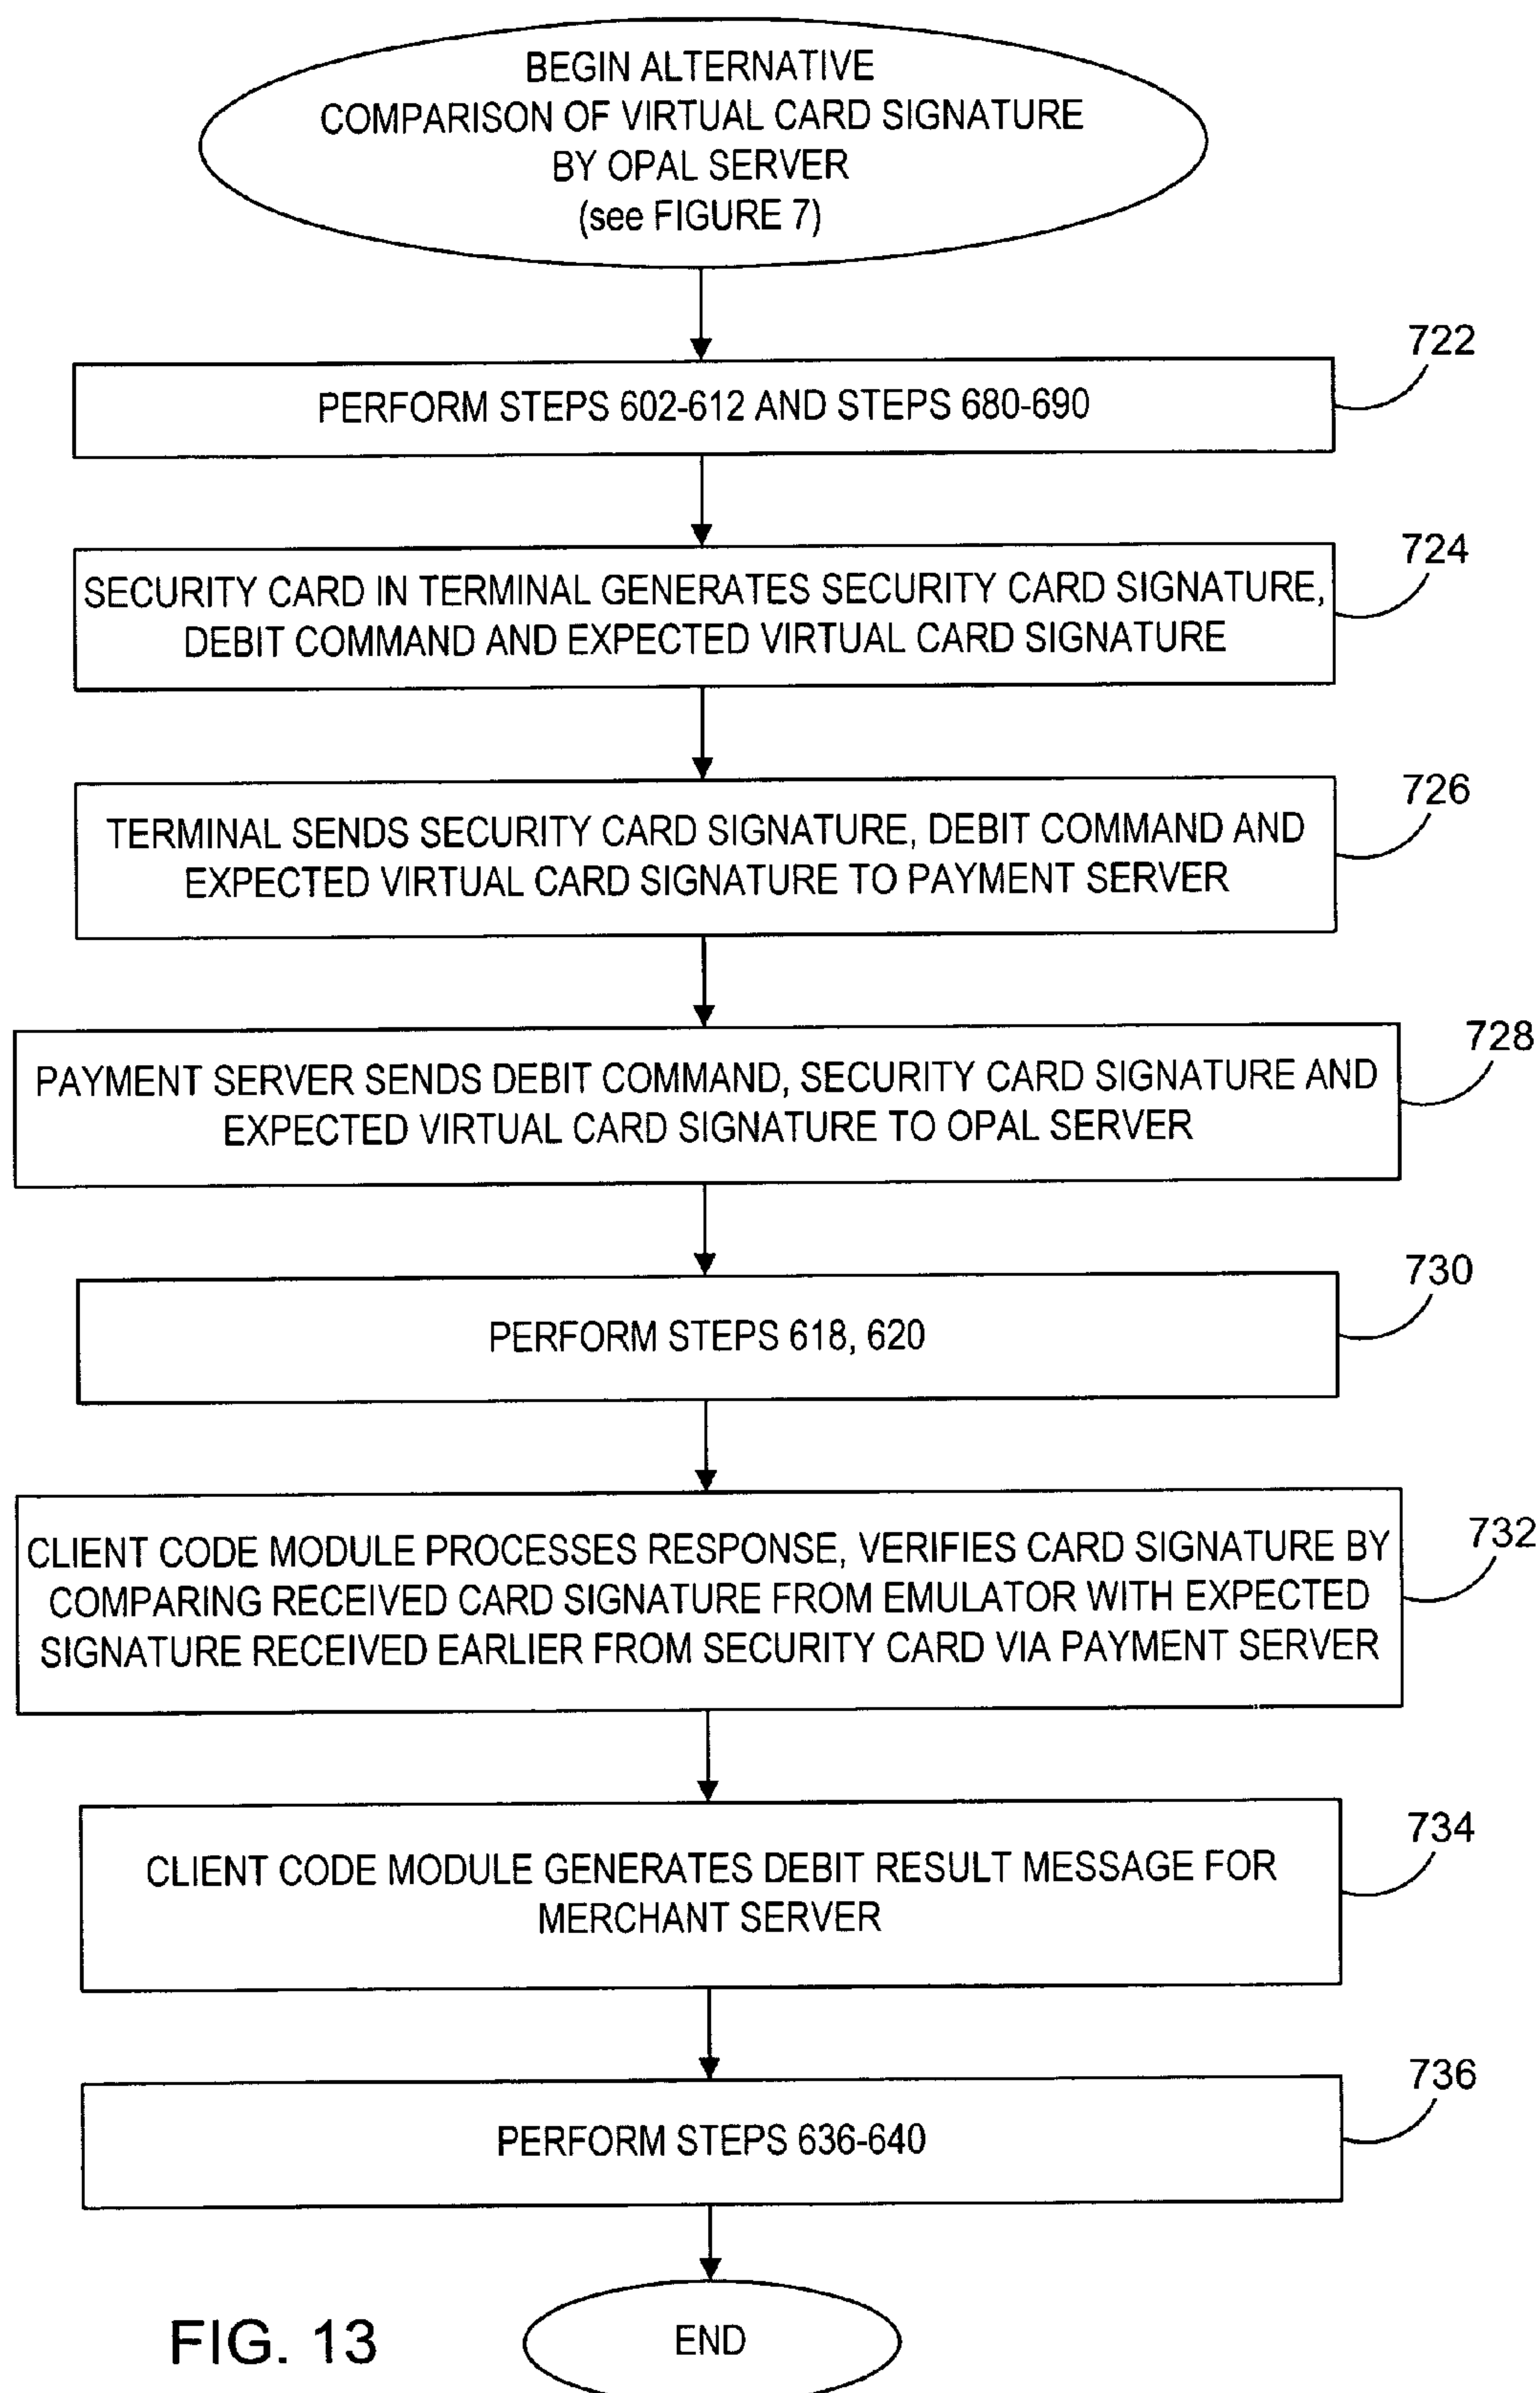 BEGIN ALTERNATIVE
COMPARISON OF VIRTUAL CARD SIGNATURE
BY OPAL SERVER
(see FIGURE 7)
722
PERFORM STEPS 602-612 AND STEPS 680-690
724
SECURITY CARD IN TERMINAL GENERATES SECURITY CARD SIGNATURE,
DEBIT COMMAND AND EXPECTED VIRTUAL CARD SIGNATURE
726
TERMINAL SENDS SECURITY CARD SIGNATURE, DEBIT COMMAND AND
EXPECTED VIRTUAL CARD SIGNATURE TO PAYMENT SERVER
728
PAYMENT SERVER SENDS DEBIT COMMAND, SECURITY CARD SIGNATURE AND
EXPECTED VIRTUAL CARD SIGNATURE TO OPAL SERVER
730
PERFORM STEPS 618, 620
732
CLIENT CODE MODULE PROCESSES RESPONSE, VERIFIES CARD SIGNATURE BY
COMPARING RECEIVED CARD SIGNATURE FROM EMULATOR WITH EXPECTED
SIGNATURE RECEIVED EARLIER FROM SECURITY CARD VIA PAYMENT SERVER
734
CLIENT CODE MODULE GENERATES DEBIT RESULT MESSAGE FOR
MERCHANT SERVER
736
PERFORM STEPS 636-640
END
FIG. 13